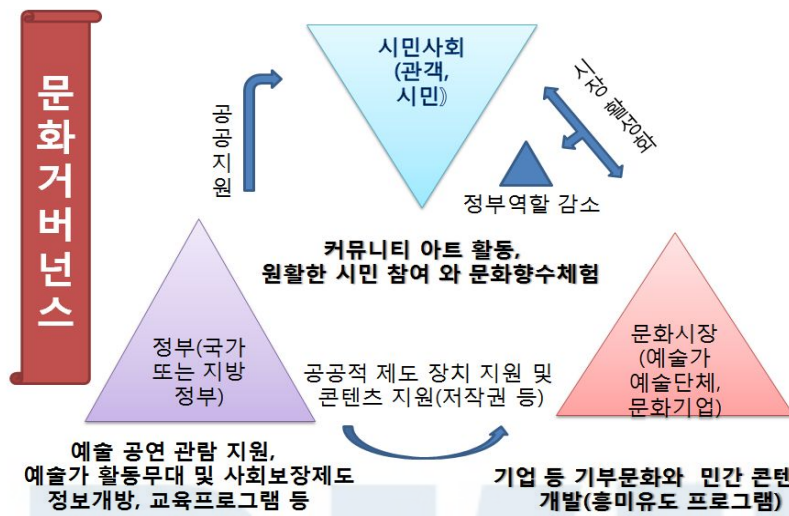 문화거버넌스
시민사회
(관객,
시민)
공공지원
시장 활성화
정부역할 감소
커뮤니티 아트 활동,
원활한 시민 참여 와 문화향수체험
정부(국가
또는 지방
정부)
공공적 제도 장치 지원 및
콘텐츠 지원(저작권 등)
문화시장
(예술가
예술단체,
문화기업)
예술 공연 관람 지원,
예술가 활동무대 및 사회보장제도
정보개방, 교육프로그램 등
기업 등 기부문화와 민간 콘텐
개발(흥미유도 프로그램)